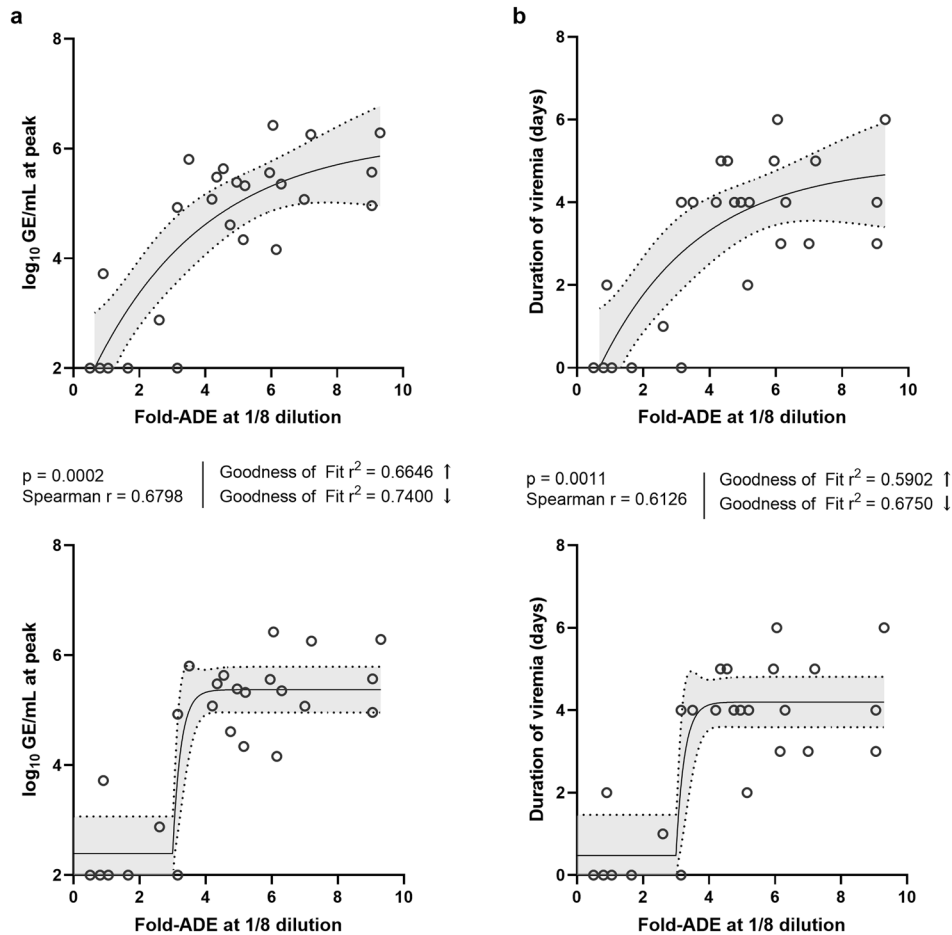 a
8
6
4
2
0
2
4
6
8
10
log10 GE/mL at peak
Fold-ADE at 1/8 dilution
b
8
6
4
2
0
0
2
4
6
8
10
Duration of viremia (days)
Fold-ADE at 1/8 dilution
p = 0.0002
Spearman r = 0.6798
Goodness of Fit r² = 0.6646 ↑
Goodness of Fit r² = 0.7400 ↓
p = 0.0011
Spearman r = 0.6126
Goodness of Fit r² = 0.5902 ↑
Goodness of Fit r² = 0.6750 ↓
8
6
4
2
0
2
4
6
8
10
log10 GE/mL at peak
Fold-ADE at 1/8 dilution
8
6
4
2
0
0
2
4
6
8
10
Duration of viremia (days)
Fold-ADE at 1/8 dilution